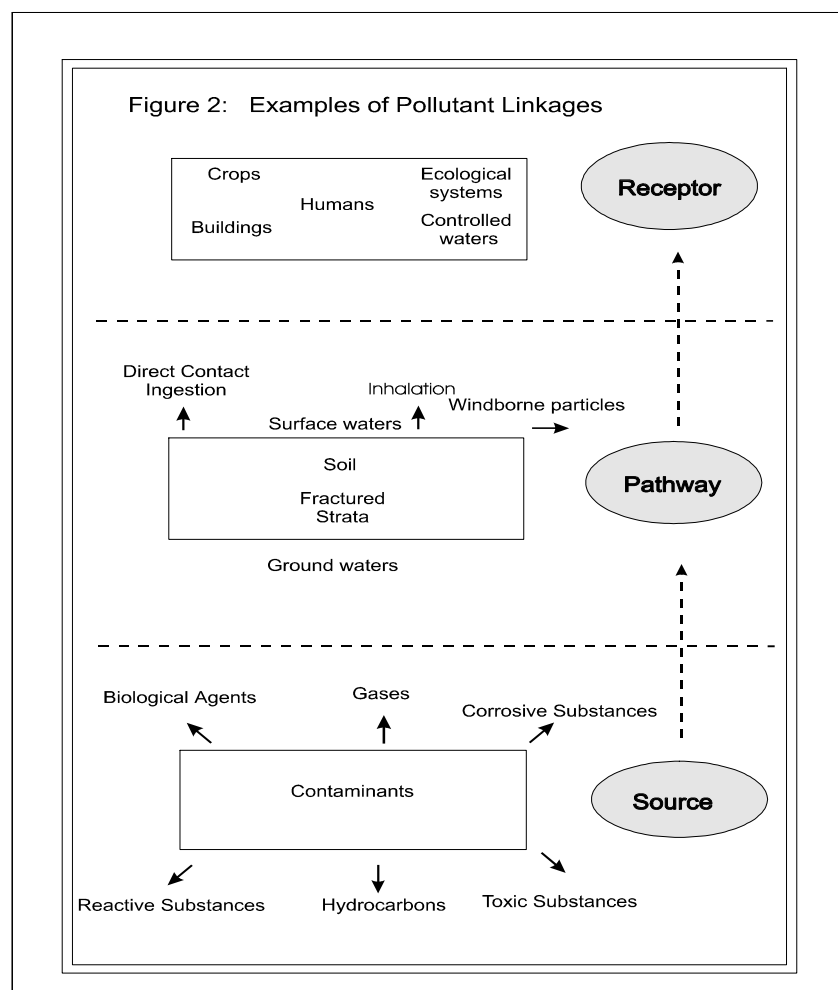 Figure 2: Examples of Pollutant Linkages
Crops
Ecological
systems
Humans
Buildings
Controlled
waters
Receptor
Direct Contact
Ingestion
Inhalation
Windborne particles
Surface waters
Soil
Fractured
Strata
Pathway
Ground waters
Biological Agents
Gases
Corrosive Substances
Contaminants
Source
Reactive Substances
Hydrocarbons
Toxic Substances